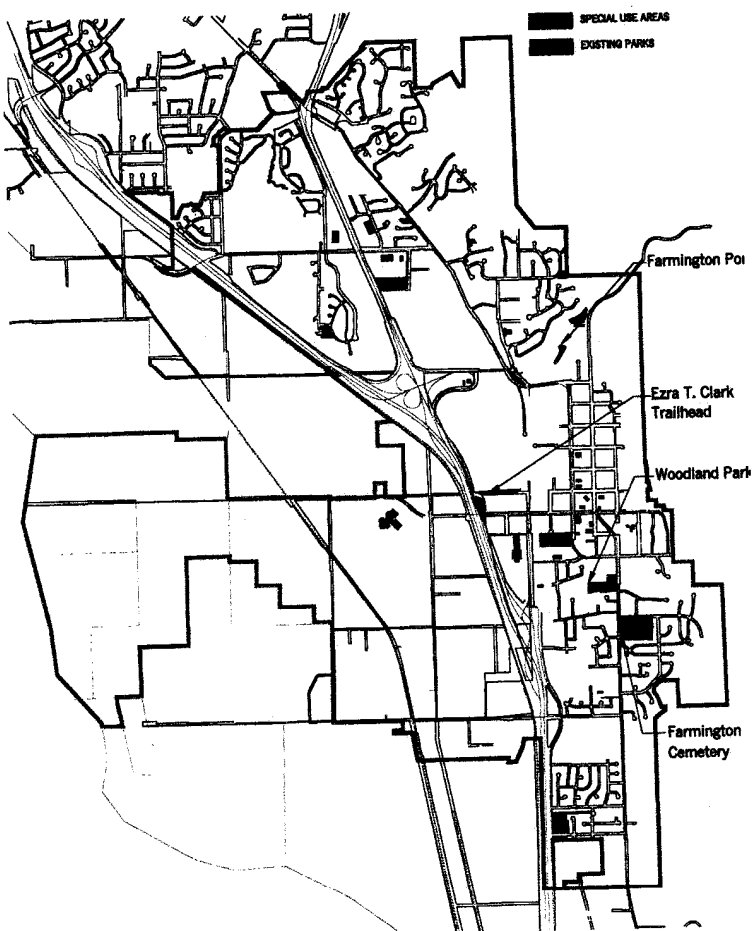 SPECIAL USE AREAS
EXISTING PARKS
Farmington Po
Ezra T. Clark
Trailhead
Woodland Park
Farmington
Cemetery